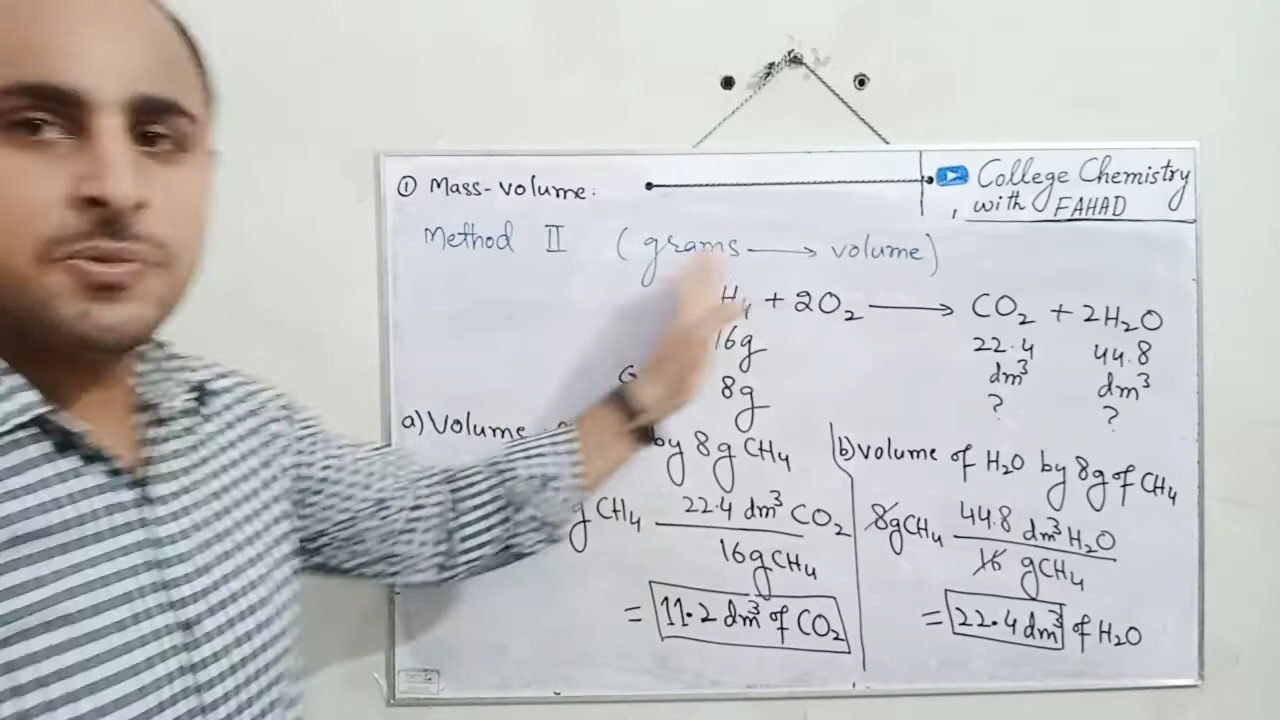 ① Mass-volume:
College Chemistry
with FAHAD
Method II (grams → volume)
H₄ + 2O₂ → CO₂ + 2H₂O
16g 22.4 44.8
dm³ dm³
8g ? ?
a) Volume by 8g CH₄
b) volume of H₂O by 8g of CH₄
g CH₄ 22.4 dm³ CO₂
16g CH₄
= 11.2 dm³ of CO₂
8g CH₄ 44.8 dm³ H₂O
16 g CH₄
= 22.4 dm³ of H₂O